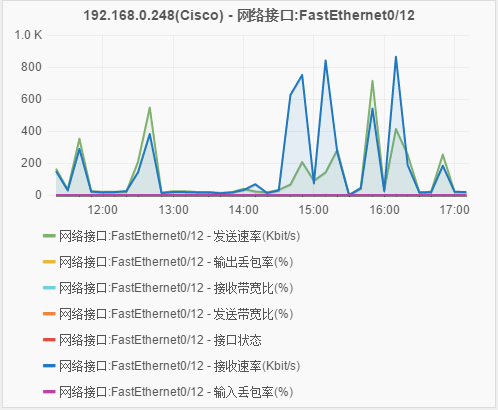 192.168.0.248(Cisco) - 网络接口:FastEthernet0/12
1.0 K
800
600
400
200
0
12:00 13:00 14:00 15:00 16:00 17:00
网络接口:FastEthernet0/12 - 发送速率(Kbit/s)
网络接口:FastEthernet0/12 - 输出丢包率(%)
网络接口:FastEthernet0/12 - 接收带宽比(%)
网络接口:FastEthernet0/12 - 发送带宽比(%)
网络接口:FastEthernet0/12 - 接口状态
网络接口:FastEthernet0/12 - 接收速率(Kbit/s)
网络接口:FastEthernet0/12 - 输入丢包率(%)